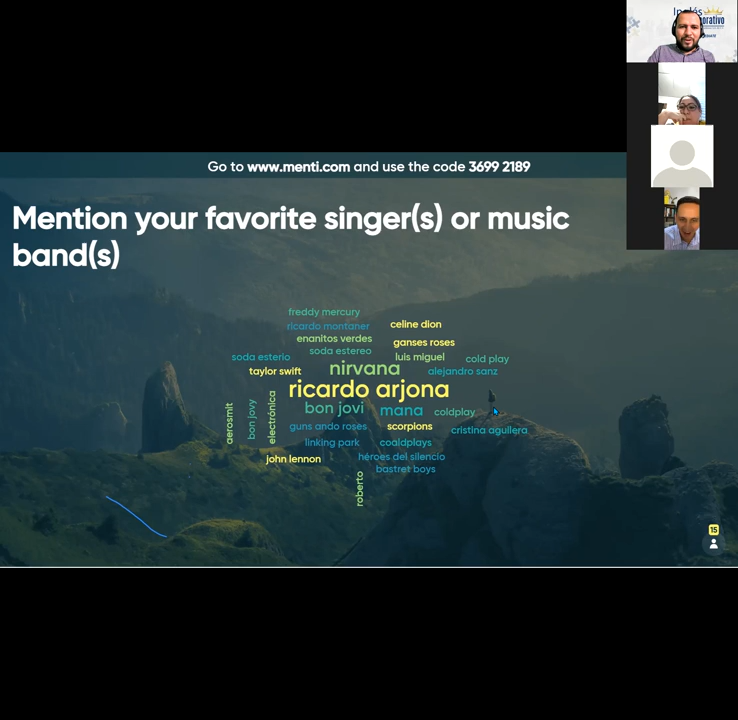 Inglés
orativo
Go to www.menti.com and use the code 3699 2189
Mention your favorite singer(s) or music
band(s)
freddy mercury
ricardo montaner
celine dion
enanitos verdes
ganses roses
soda esterio
soda estereo
luis miguel
cold play
taylor swift
nirvana
alejandro sanz
ricardo arjona
aerosmit
bon jovy
electrónica
bon jovi
mana
coldplay
guns ando roses
scorpions
cristina aguilera
linking park
coaldplays
john lennon
héroes del silencio
bastret boys
roberto
15